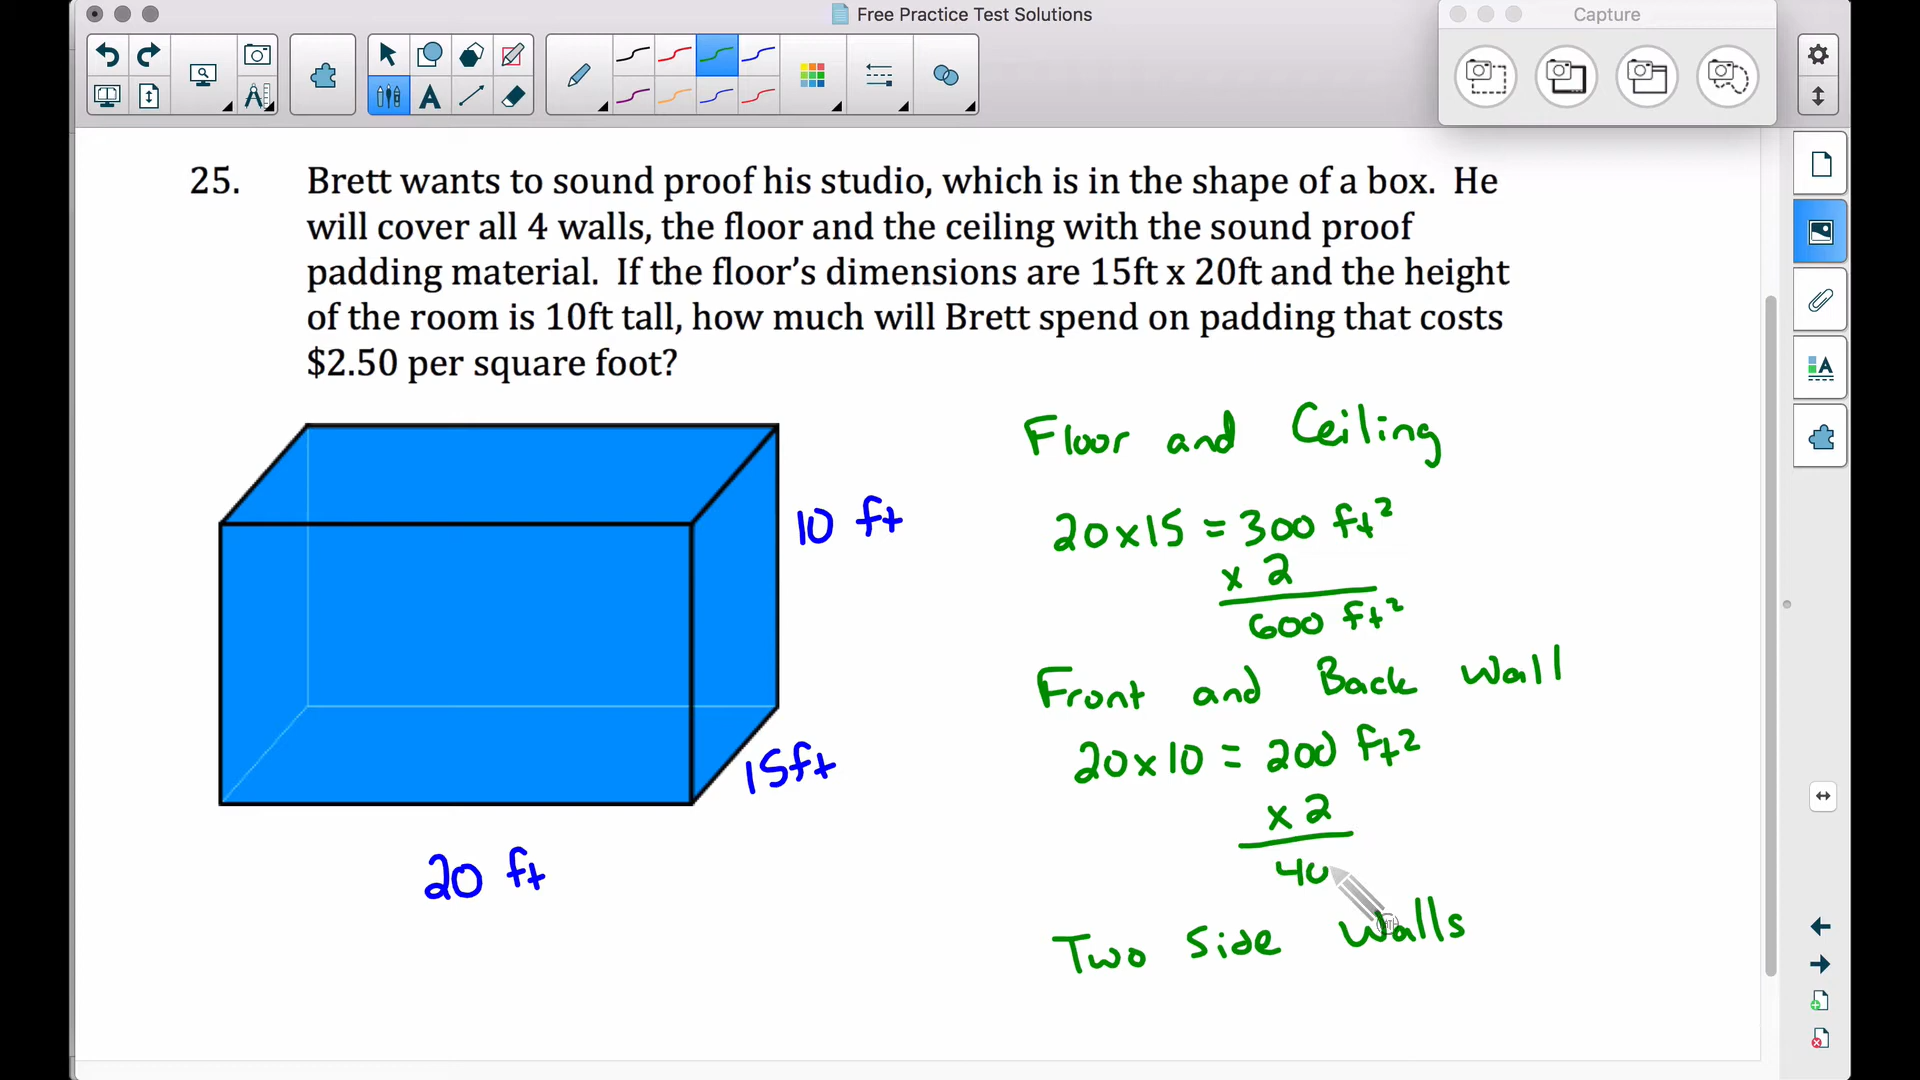 Free Practice Test Solutions
Capture
A
A
25. Brett wants to sound proof his studio, which is in the shape of a box. He
will cover all 4 walls, the floor and the ceiling with the sound proof
padding material. If the floor's dimensions are 15ft x 20ft and the height
of the room is 10ft tall, how much will Brett spend on padding that costs
$2.50 per square foot?
10 ft
15ft
20 ft
Floor and Ceiling
20x15 = 300 ft²
x 2
600 ft²
Front and Back Wall
20x10 = 200 ft²
x 2
40
Two Side Walls